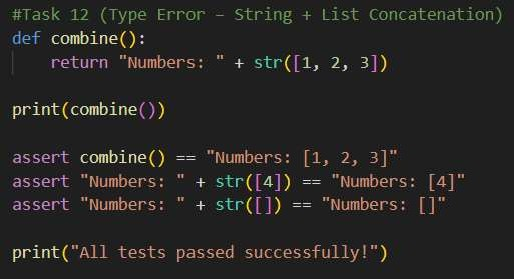 #Task 12 (Type Error – String + List Concatenation)
def combine():
    return "Numbers: " + str([1, 2, 3])
print(combine())
assert combine() == "Numbers: [1, 2, 3]"
assert "Numbers: " + str([4]) == "Numbers: [4]"
assert "Numbers: " + str([]) == "Numbers: []"
print("All tests passed successfully!")